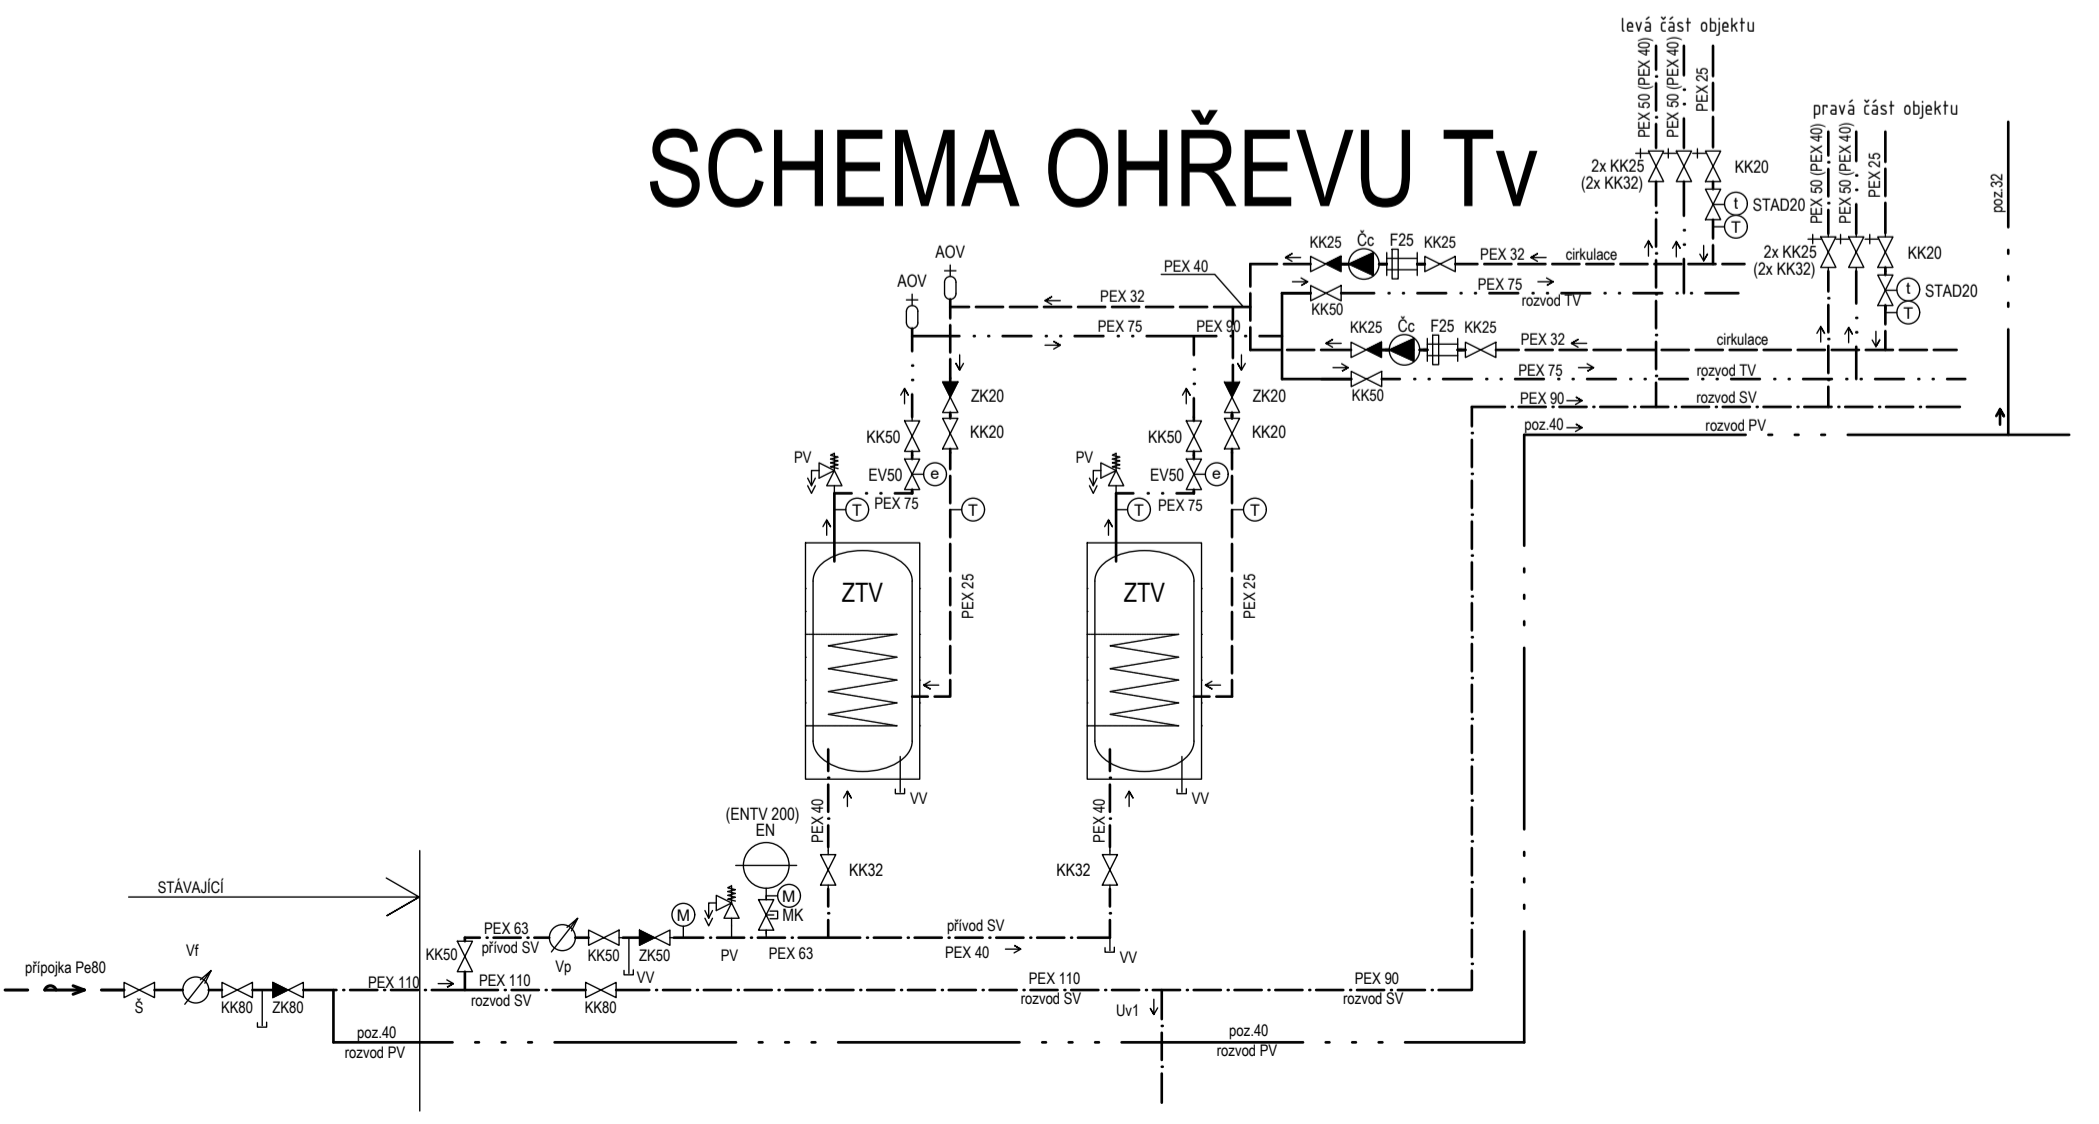 levá část objektu
PEX 50 (PEX 40)
PEX 50 (PEX 40)
PEX 25
pravá část objektu
PEX 50 (PEX 40)
PEX 50 (PEX 40)
PEX 25
SCHEMA OHŘEVU Tv
2x KK25
(2x KK32)
KK20
t
STAD20
T
poz.32
2x KK25
(2x KK32)
KK20
t
STAD20
T
AOV
AOV
PEX 40
KK25
Čc
F25
KK25
PEX 32
cirkulace
PEX 32
KK50
PEX 75
rozvod TV
PEX 75
PEX 90
KK25
Čc
F25
KK25
PEX 32
cirkulace
KK50
PEX 75
rozvod TV
PEX 90
rozvod SV
poz.40
rozvod PV
ZK20
ZK20
KK50
KK20
KK50
KK20
PV
EV50
e
PV
EV50
e
PEX 75
PEX 75
T
T
T
T
ZTV
PEX 25
ZTV
PEX 25
VV
VV
(ENTV 200)
EN
PEX 40
PEX 40
KK32
KK32
STÁVAJÍCÍ
M
MK
M
PEX 63
přívod SV
KK50
Vp
KK50
VV
ZK50
PV
PEX 63
přívod SV
PEX 40
VV
přípojka Pe80
Vf
Š
KK80
ZK80
PEX 110
PEX 110
rozvod SV
KK80
PEX 110
rozvod SV
PEX 90
rozvod SV
Uv1
poz.40
rozvod PV
poz.40
rozvod PV